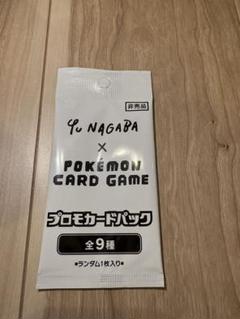 非売品
YU NAGABA
×
POKÉMON
CARD GAME
プロモカードパック
全9種
*ランダム1枚入り*